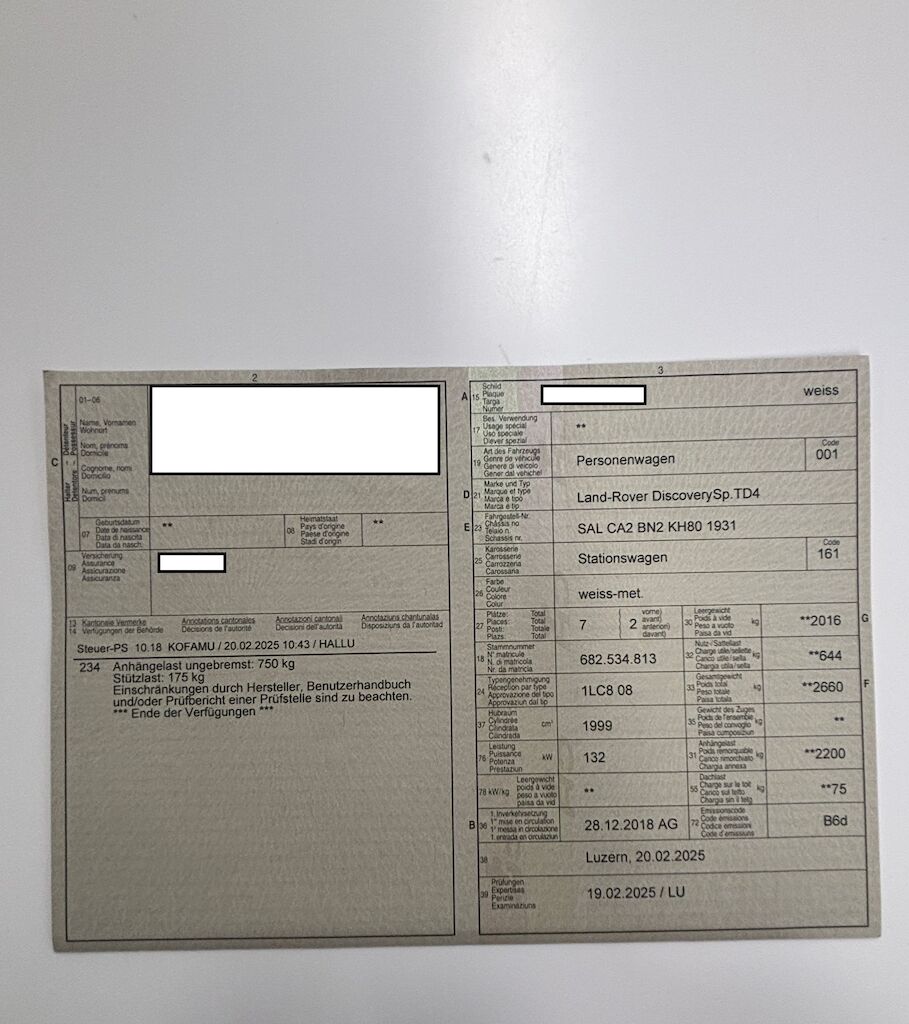 2
01–06
Name, Vornamen
Wohnort
Nom, prénoms
Domicile
Cognome, nomi
Domicilio
Num, prenums
Domicil
C
Halter – Détenteur
Detentore – Possessur
07
Geburtsdatum
Date de naissance
Data di nascita
Data da nasch.
**
08
Heimatstaat
Pays d'origine
Paese d'origine
Stadi d'origin
**
09
Versicherung
Assurance
Assicurazione
Assicuranza
13 Kantonale Vermerke Annotations cantonales Annotazioni cantonali Annotaziuns chantunalas
14 Verfügungen der Behörde Décisions de l'autorité Decisioni dell'autorità Disposiziuns da l'autoritad
Steuer-PS 10.18 KOFAMU / 20.02.2025 10:43 / HALLU
234 Anhängelast ungebremst: 750 kg
Stützlast: 175 kg
Einschränkungen durch Hersteller, Benutzerhandbuch
und/oder Prüfbericht einer Prüfstelle sind zu beachten.
*** Ende der Verfügungen ***
3
A 15
Schild
Plaque
Targa
Numer
weiss
17
Bes. Verwendung
Usage spécial
Uso speciale
Diever spezial
**
19
Art des Fahrzeugs
Genre de véhicule
Genere di veicolo
Gener dal vehichel
Personenwagen
Code
001
D 21
Marke und Typ
Marque et type
Marca e tipo
Marca e tip
Land-Rover DiscoverySp.TD4
E 23
Fahrgestell-Nr.
Châssis no
Telaio n.
Schassis nr.
SAL CA2 BN2 KH80 1931
25
Karosserie
Carrosserie
Carrozzeria
Carossaria
Stationswagen
Code
161
26
Farbe
Couleur
Colore
Colur
weiss-met.
27
Plätze: Total
Places: Total
Posti: Totale
Plazs: Total
7
( vorne)
2 avant)
anteriori)
davant)
30
Leergewicht
Poids à vide
Peso a vuoto
Paisa da vid
kg
**2016
G
18
Stammnummer
N° matricule
N. di matricola
Nr. da matricla
682.534.813
32
Nutz-/Sattellast
Charge utile/sellette
Carico utile/sella
Chargia utila/sella
kg
**644
24
Typengenehmigung
Réception par type
Approvazione del tipo
Approvaziun dal tip
1LC8 08
33
Gesamtgewicht
Poids total
Peso totale
Paisa totala
kg
**2660
F
37
Hubraum
Cylindrée
Cilindrata
Cilindrada
cm³
1999
35
Gewicht des Zuges
Poids de l'ensemble
Peso del convoglio
Paisa cumposiziun
kg
**
76
Leistung
Puissance
Potenza
Prestaziun
kW
132
31
Anhängelast
Poids remorquable
Carico rimorchiato
Chargia annexa
kg
**2200
78 kW/kg
Leergewicht
poids à vide
peso a vuoto
paisa da vid
**
55
Dachlast
Charge sur le toit
Carico sul tetto
Chargia sin il tetg
kg
**75
B 36
1. Inverkehrsetzung
1re mise en circulation
1a messa in circolazione
1. entrada en circulaziun
28.12.2018 AG
72
Emissionscode
Code émissions
Codice emissioni
Code d'emissiuns
B6d
38
Luzern, 20.02.2025
39
Prüfungen
Expertises
Perizie
Examinaziuns
19.02.2025 / LU